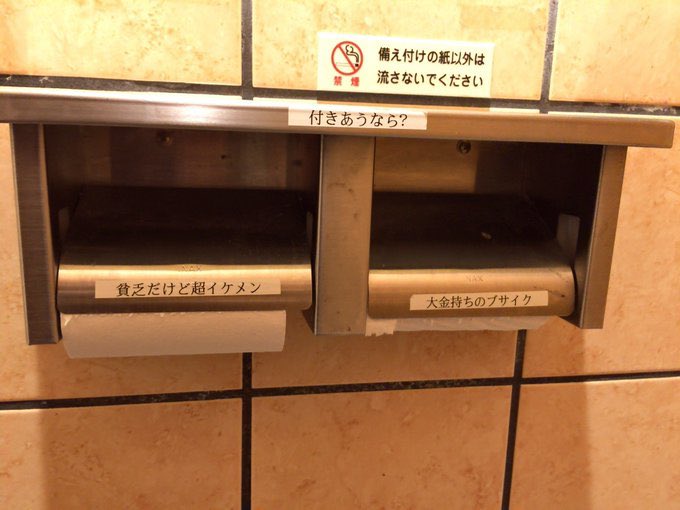 備え付けの紙以外は
禁煙
流さないでください
付きあうなら?
INAX
INAX
貧乏だけど超イケメン
大金持ちのブサイク